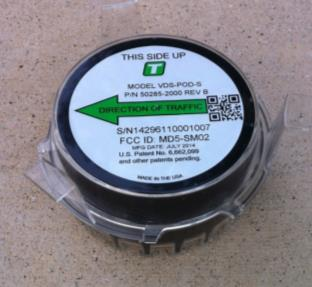 THIS SIDE UP
T
MODEL VDS-POD-S
P/N 50285-2000 REV B
DIRECTION OF TRAFFIC
S/N14296110001007
FCC ID: MD5-SM02
MFG DATE: JULY 2014
U.S. Patent No. 6,662,099
and other patents pending.
MADE IN THE USA